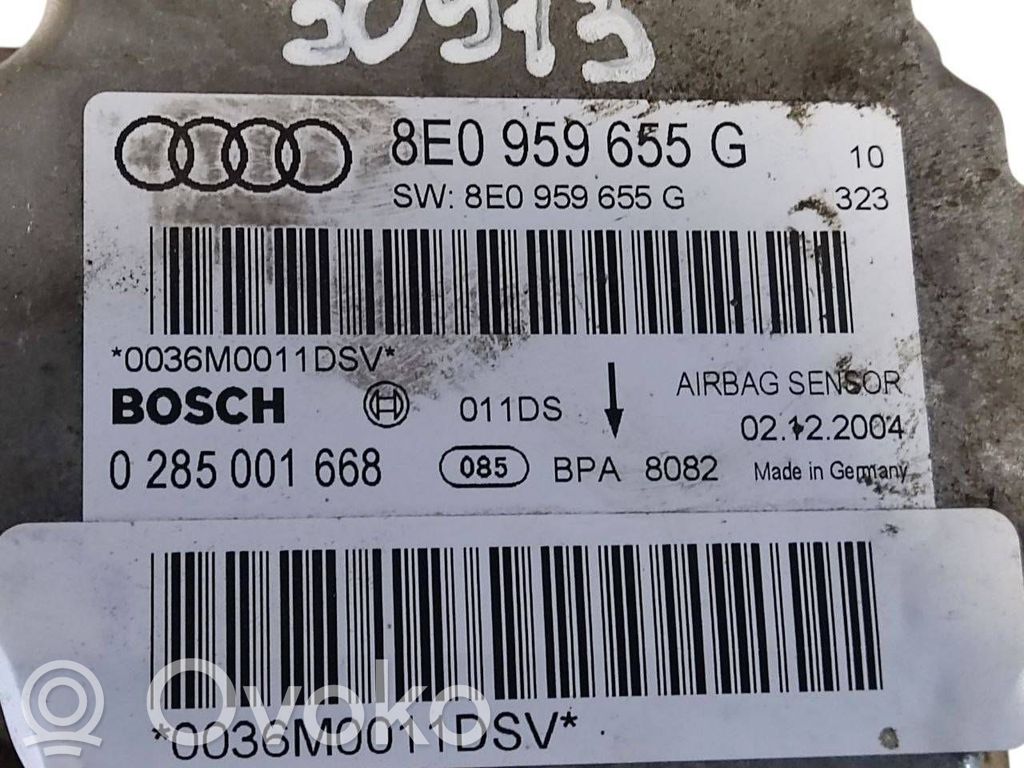 30913
8E0 959 655 G 10
SW: 8E0 959 655 G 323
*0036M0011DSV*
AIRBAG SENSOR
BOSCH 011DS
02.12.2004
0 285 001 668 085 BPA 8082 Made in Germany
*0036M0011DSV*
Ovoko